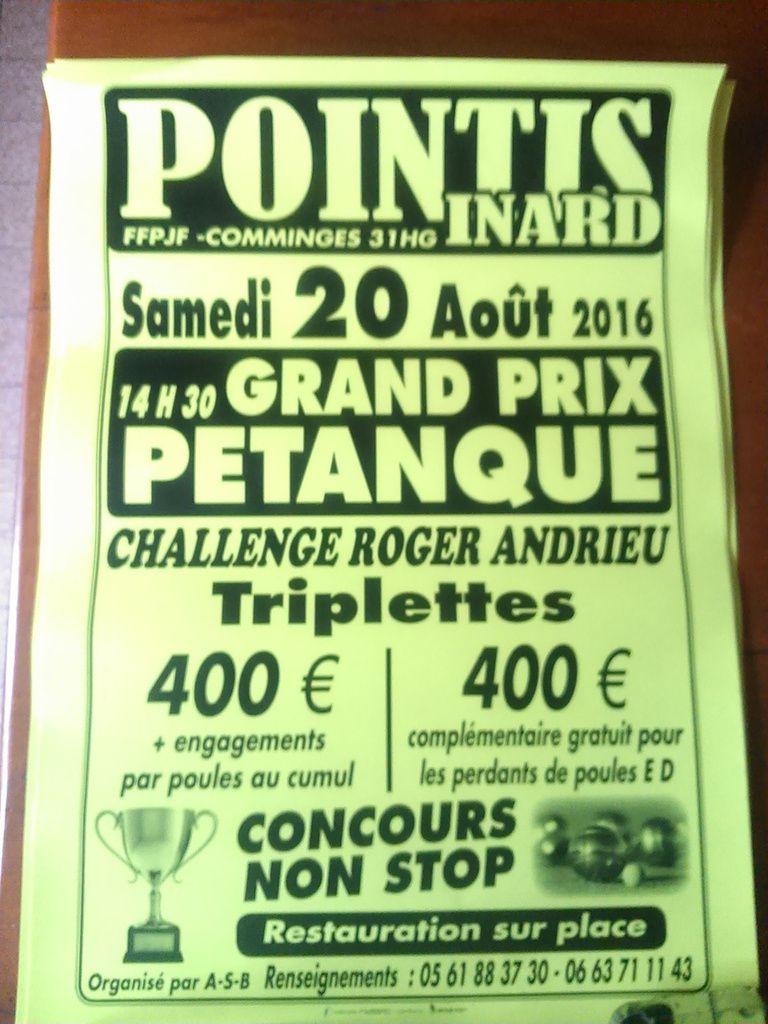 POINTIS
INARD
FFPJF -COMMINGES 31HG
Samedi 20 Août 2016
14 H 30 GRAND PRIX
PETANQUE
CHALLENGE ROGER ANDRIEU
Triplettes
400 €
+ engagements
par poules au cumul
400 €
complémentaire gratuit pour
les perdants de poules E D
CONCOURS
NON STOP
Restauration sur place
Organisé par A-S-B Renseignements : 05 61 88 37 30 - 06 63 71 11 43